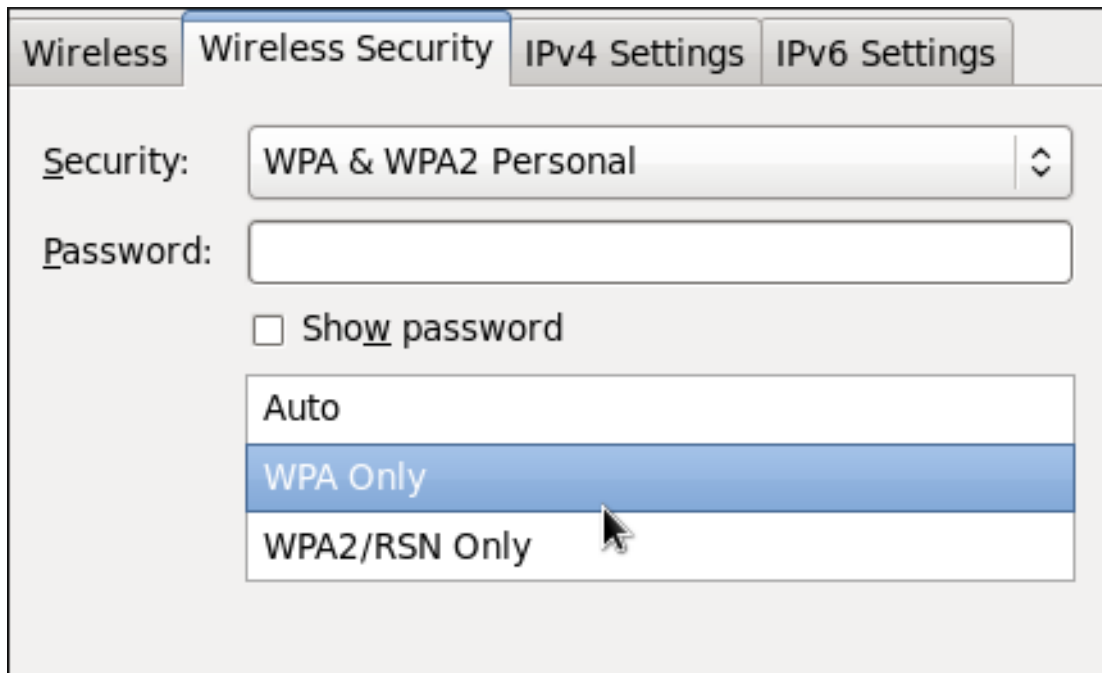 Wireless Wireless Security IPv4 Settings IPv6 Settings
Security: WPA & WPA2 Personal
Password:
Show password
Auto
WPA Only
WPA2/RSN Only